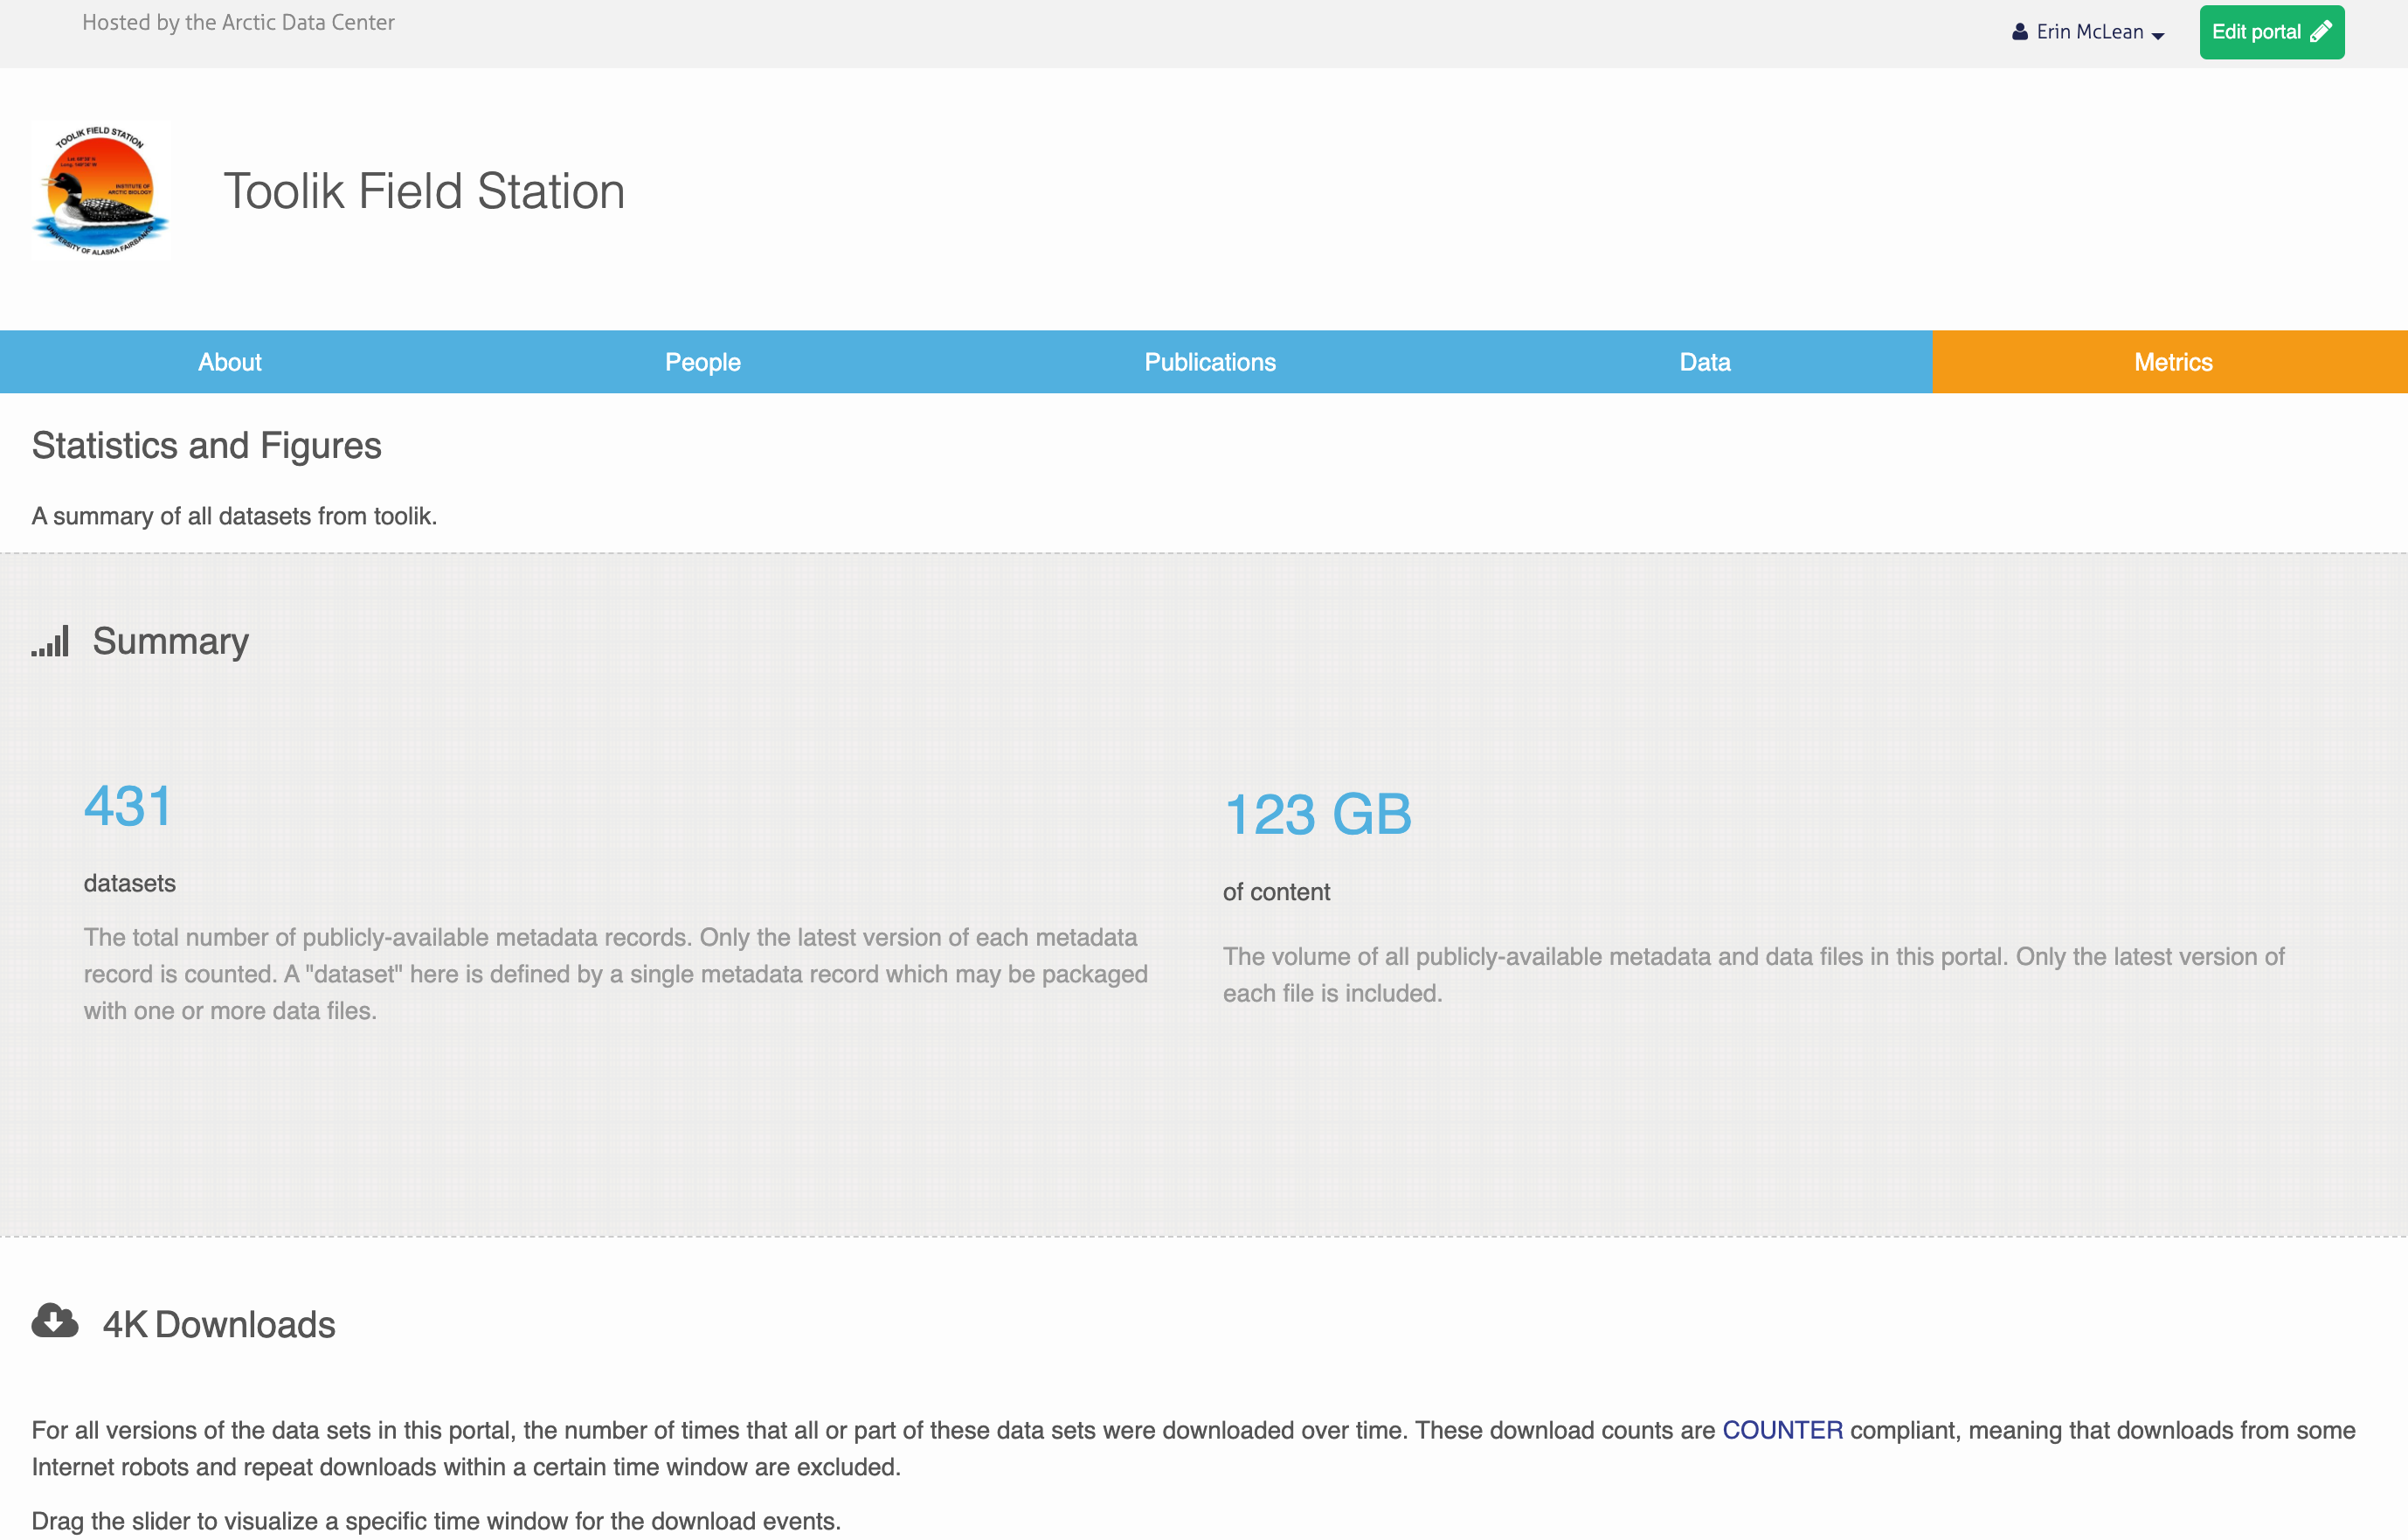 Hosted by the Arctic Data Center
Erin McLean
Edit portal
TOOLIK FIELD STATION
INSTITUTE OF
ARCTIC BIOLOGY
UNIVERSITY OF ALASKA FAIRBANKS
Toolik Field Station
About
People
Publications
Data
Metrics
Statistics and Figures
A summary of all datasets from toolik.
Summary
431
datasets
The total number of publicly-available metadata records. Only the latest version of each metadata
record is counted. A "dataset" here is defined by a single metadata record which may be packaged
with one or more data files.
123 GB
of content
The volume of all publicly-available metadata and data files in this portal. Only the latest version of
each file is included.
4K Downloads
For all versions of the data sets in this portal, the number of times that all or part of these data sets were downloaded over time. These download counts are COUNTER compliant, meaning that downloads from some
Internet robots and repeat downloads within a certain time window are excluded.
Drag the slider to visualize a specific time window for the download events.